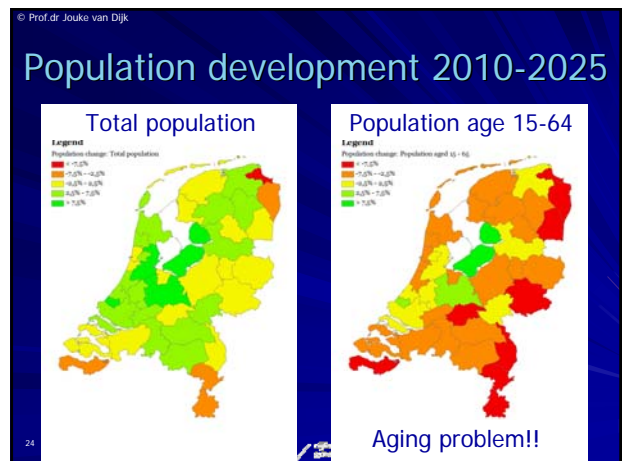 © Prof.dr Jouke van Dijk
Population development 2010-2025
Total population
Legend
Population change: Total population
< -7,5%
-7,5% - -2,5%
-2,5% - 2,5%
2,5% - 7,5%
> 7,5%
Population age 15-64
Legend
Population change: Population aged 15 - 65
< -7,5%
-7,5% - -2,5%
-2,5% - 2,5%
2,5% - 7,5%
> 7,5%
Aging problem!!
24